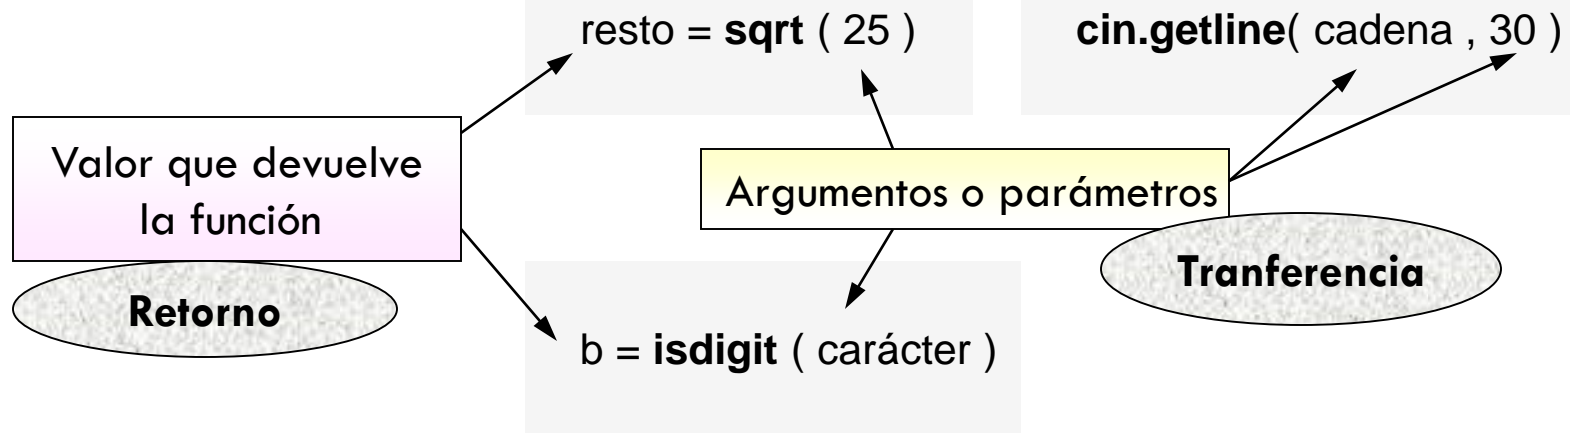 resto = sqrt ( 25 )
cin.getline( cadena , 30 )
Valor que devuelve
la función
Argumentos o parámetros
Tranferencia
Retorno
b = isdigit ( carácter )